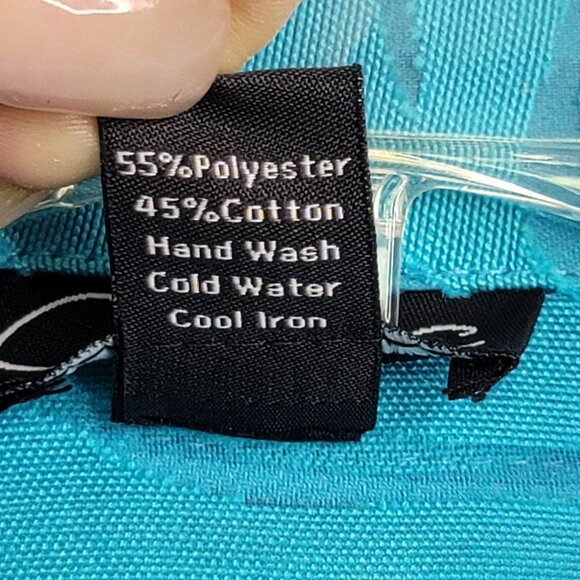 55%Polyester
45%Cotton
Hand Wash
Cold Water
Cool Iron